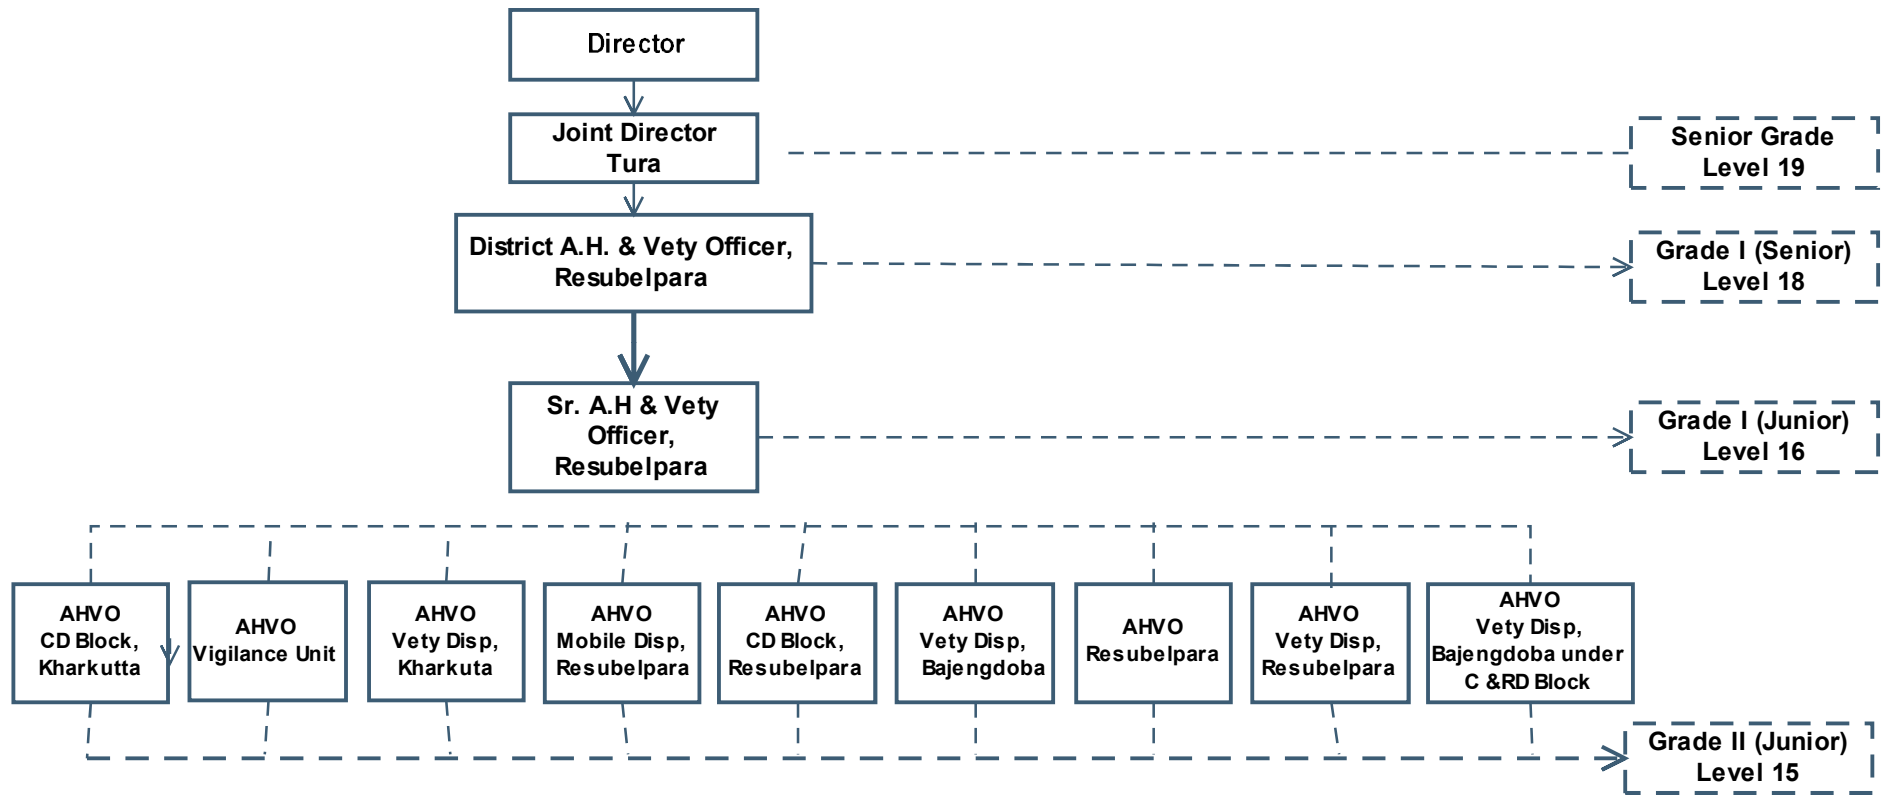 Director
Joint Director
Tura
Senior Grade
Level 19
District A.H. & Vety Officer,
Resubelpara
Grade I (Senior)
Level 18
Sr. A.H & Vety
Officer,
Resubelpara
Grade I (Junior)
Level 16
AHVO
CD Block,
Kharkutta
AHVO
Vigilance Unit
AHVO
Vety Disp,
Kharkuta
AHVO
Mobile Disp,
Resubelpara
AHVO
CD Block,
Resubelpara
AHVO
Vety Disp,
Bajengdoba
AHVO
Resubelpara
AHVO
Vety Disp,
Resubelpara
AHVO
Vety Disp,
Bajengdoba under
C &RD Block
Grade II (Junior)
Level 15